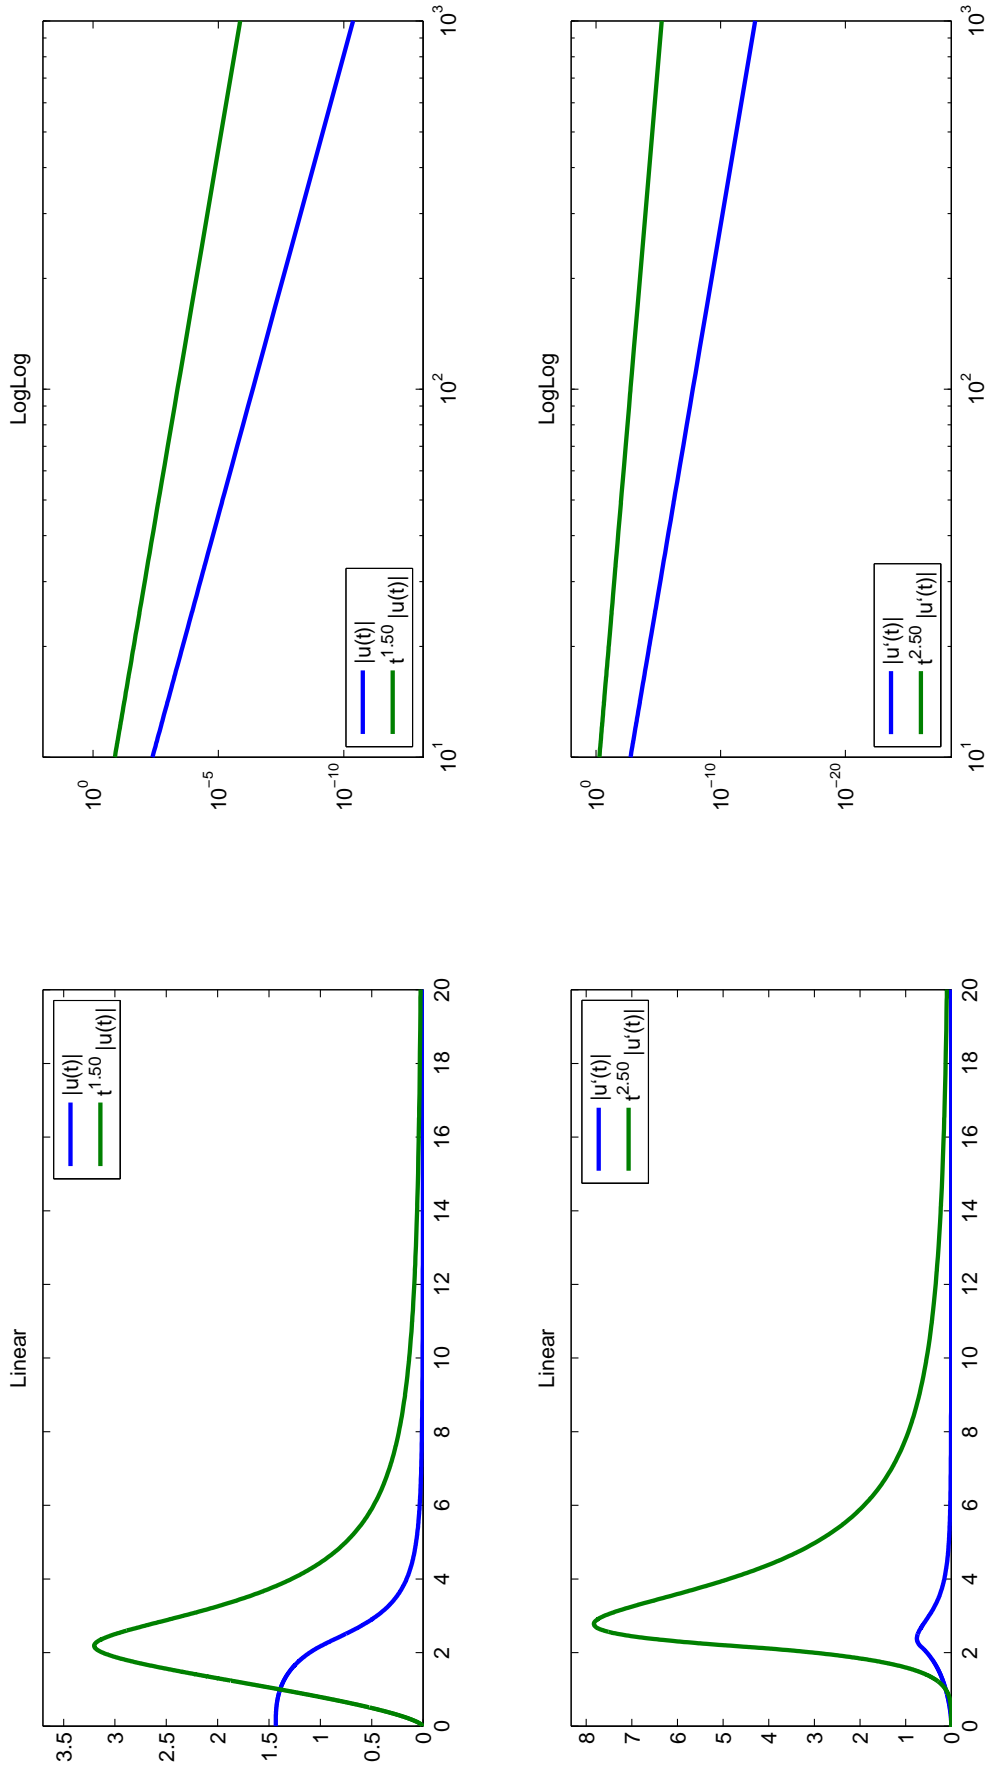 Linear
3.5
3
2.5
2
1.5
1
0.5
0
0 2 4 6 8 10 12 14 16 18 20
|u(t)|
t^1.50 |u(t)|
LogLog
10^0
10^−5
10^−10
10^1 10^2 10^3
|u(t)|
t^1.50 |u(t)|
Linear
8
7
6
5
4
3
2
1
0
0 2 4 6 8 10 12 14 16 18 20
|u‘(t)|
t^2.50 |u‘(t)|
LogLog
10^0
10^−10
10^−20
10^1 10^2 10^3
|u‘(t)|
t^2.50 |u‘(t)|